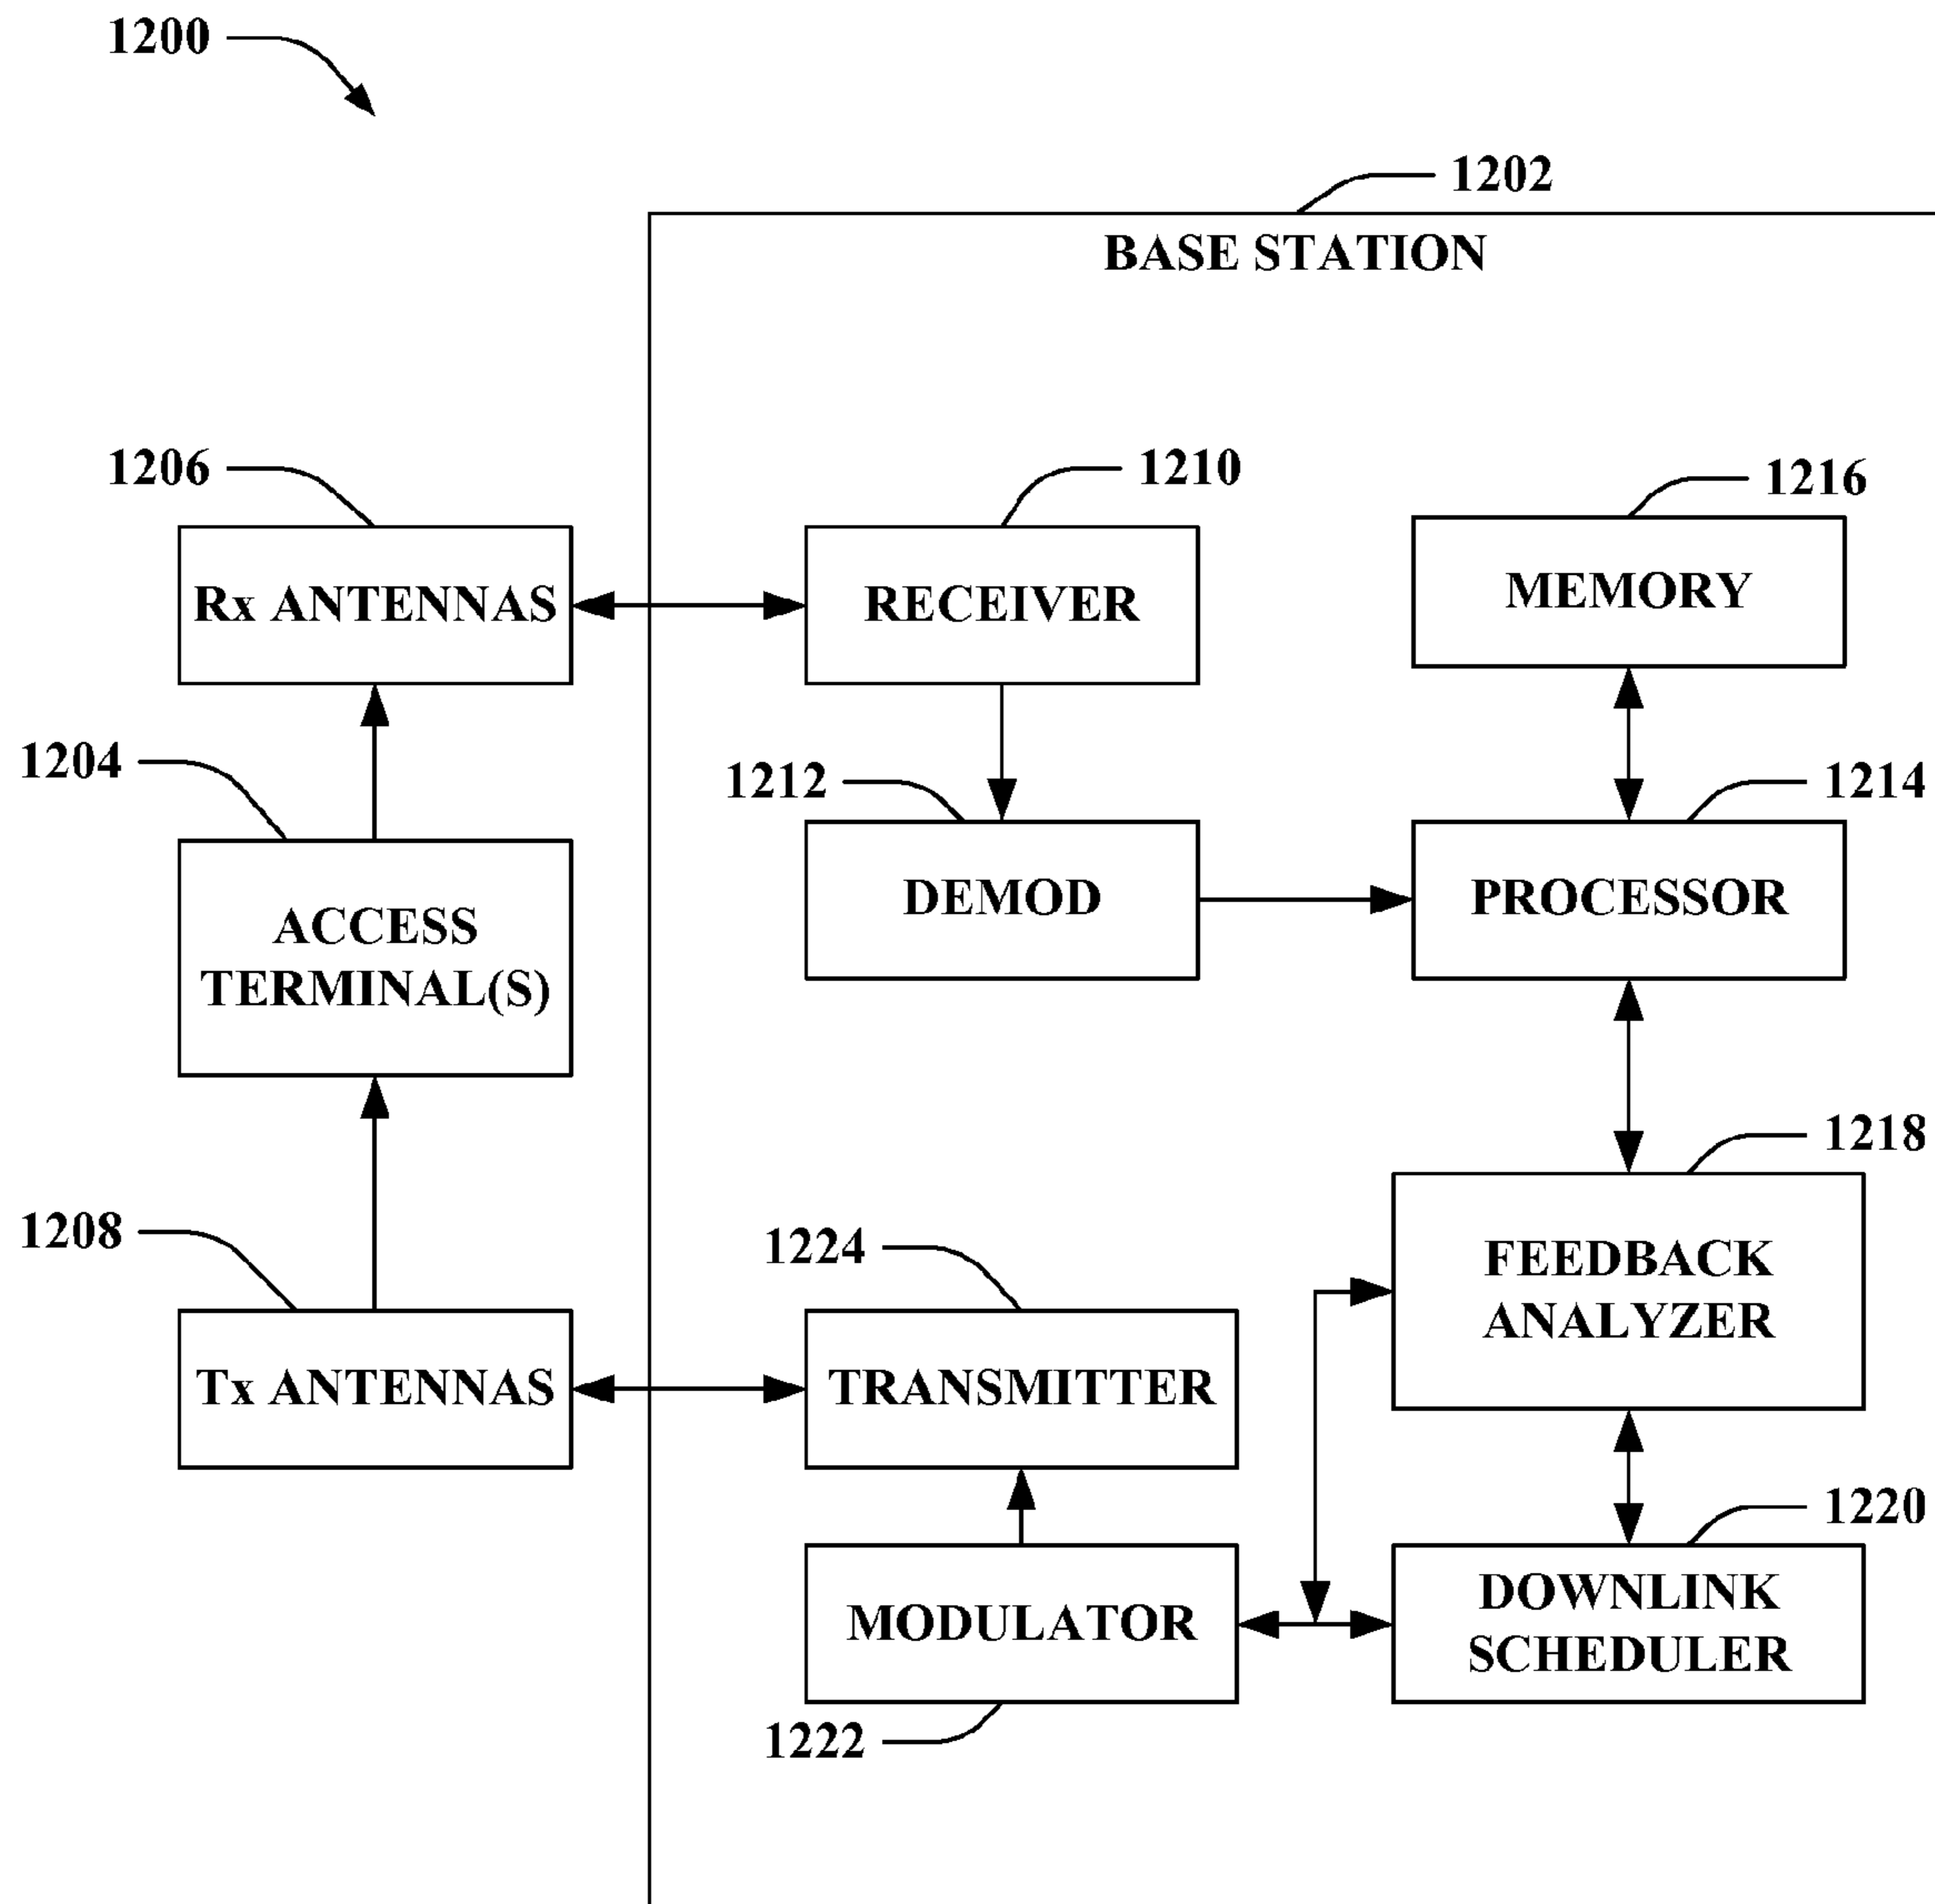 1200
1202
BASE STATION
1206
1210
1216
Rx ANTENNAS
RECEIVER
MEMORY
1204
1212
1214
ACCESS
TERMINAL(S)
DEMOD
PROCESSOR
1218
1208
1224
FEEDBACK
ANALYZER
Tx ANTENNAS
TRANSMITTER
1220
MODULATOR
DOWNLINK
SCHEDULER
1222